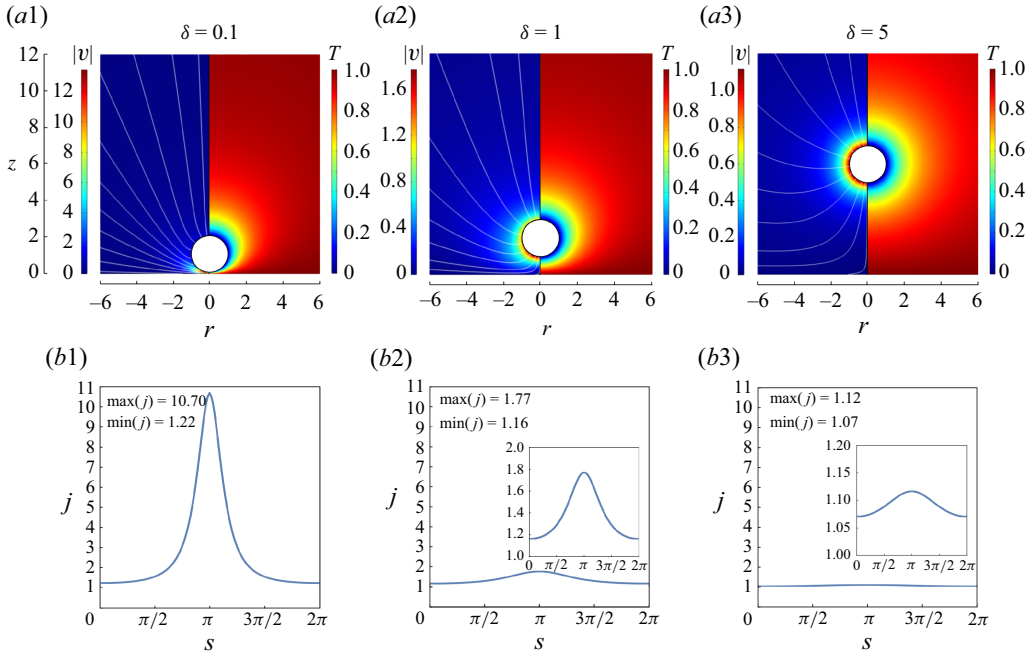 (a1) (a2) (a3)
δ = 0.1 δ = 1 δ = 5
|v| T |v| T |v| T
12 12 1.0 1.6 1.0 1.0 1.0
10 10 0.8 0.8 0.8 0.8
8 8 0.6 1.2 0.6 0.6 0.6
z 6 6 0.8
4 4 0.4 0.4 0.4 0.4
2 2 0.2 0.4 0.2 0.2 0.2
0 0 0 0 0 0 0
−6 −4 −2 0 2 4 6 −6 −4 −2 0 2 4 6 −6 −4 −2 0 2 4 6
r r r
(b1) (b2) (b3)
11 11 11
10 max(j) = 10.70 10 max(j) = 1.77 10 max(j) = 1.12
9 min(j) = 1.22 9 min(j) = 1.16 9 min(j) = 1.07
8 8 2.0 8 1.20
7 7 1.8 7 1.15
6 6 1.6 6
j 5 j 5 1.4 j 5 1.10
4 4 1.2 4 1.05
3 3 1.0 3 1.00
2 2 0 π/2 π 3π/2 2π 2 0 π/2 π 3π/2 2π
1 1 1
0 π/2 π 3π/2 2π 0 π/2 π 3π/2 2π 0 π/2 π 3π/2 2π
s s s